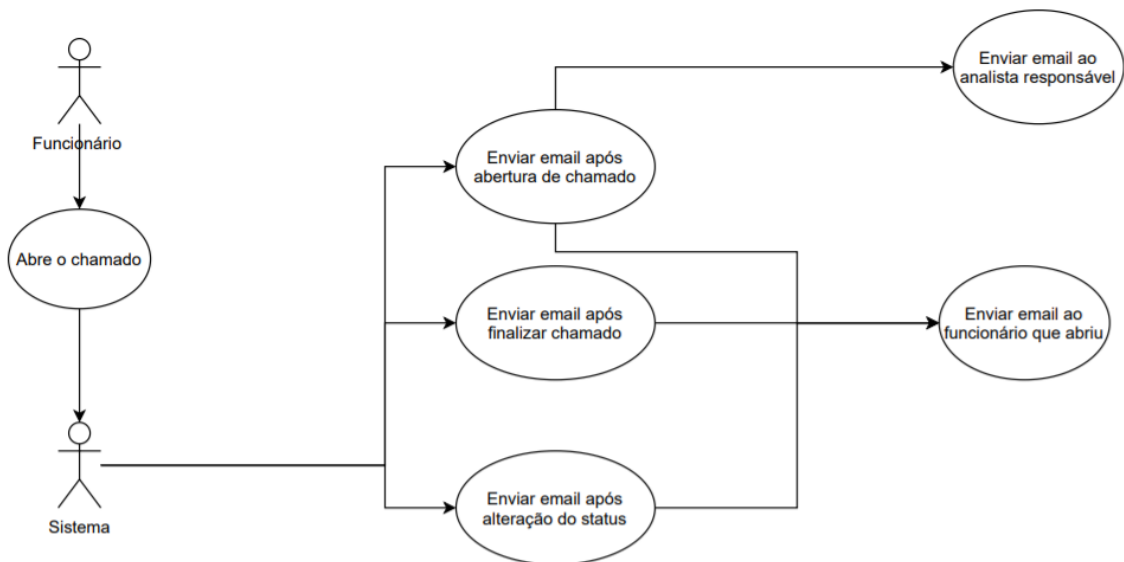 Funcionário
Abre o chamado
Sistema
Enviar email após
abertura de chamado
Enviar email após
finalizar chamado
Enviar email após
alteração do status
Enviar email ao
analista responsável
Enviar email ao
funcionário que abriu